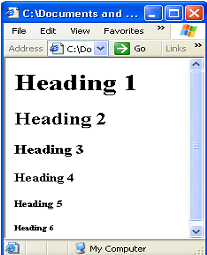 C:\Documents and ...
File Edit View Favorites »
Address C:\Do Go Links »
Heading 1
Heading 2
Heading 3
Heading 4
Heading 5
Heading 6
My Computer